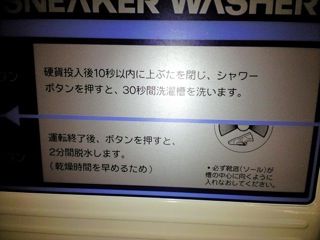 SNEAKER WASHER
硬貨投入後10秒以内に上ぶたを閉じ、シャワー
ボタンを押すと、30秒間洗濯槽を洗います。
運転終了後、ボタンを押すと、
2分間脱水します。
(乾燥時間を早めるため)
•必ず靴底(ソール)が
槽の中心に向くように
入れなおしてください。